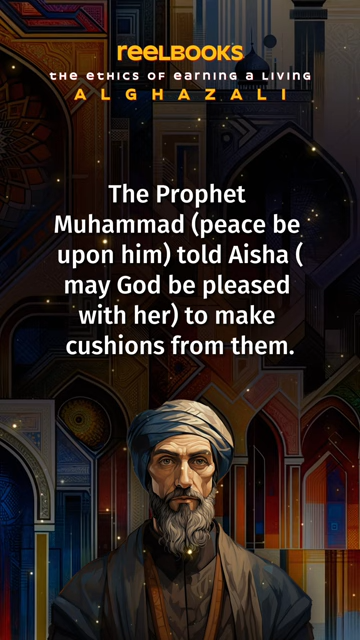 reeLBOOKS
the ethics of earning a living
ALGHAZALI
The Prophet
Muhammad (peace be
upon him) told Aisha (
may God be pleased
with her) to make
cushions from them.